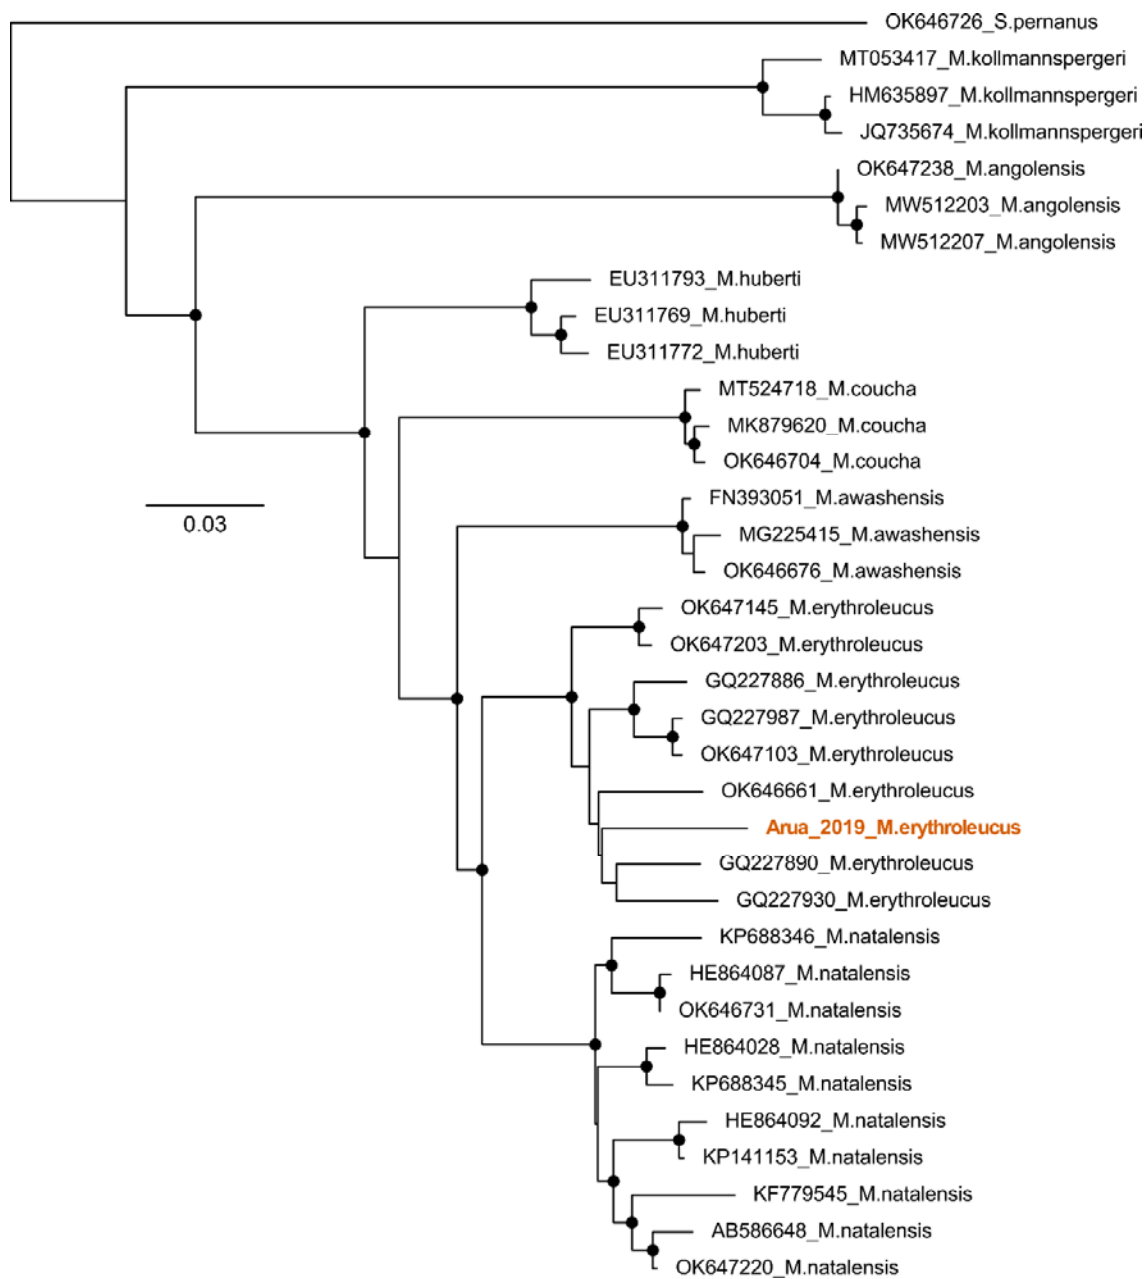 OK646726_S.pernanus
MT053417_M.kollmannspergeri
HM635897_M.kollmannspergeri
JQ735674_M.kollmannspergeri
OK647238_M.angolensis
MW512203_M.angolensis
MW512207_M.angolensis
EU311793_M.huberti
EU311769_M.huberti
EU311772_M.huberti
MT524718_M.coucha
MK879620_M.coucha
OK646704_M.coucha
FN393051_M.awashensis
0.03
MG225415_M.awashensis
OK646676_M.awashensis
OK647145_M.erythroleucus
OK647203_M.erythroleucus
GQ227886_M.erythroleucus
GQ227987_M.erythroleucus
OK647103_M.erythroleucus
OK646661_M.erythroleucus
Arua_2019_M.erythroleucus
GQ227890_M.erythroleucus
GQ227930_M.erythroleucus
KP688346_M.natalensis
HE864087_M.natalensis
OK646731_M.natalensis
HE864028_M.natalensis
KP688345_M.natalensis
HE864092_M.natalensis
KP141153_M.natalensis
KF779545_M.natalensis
AB586648_M.natalensis
OK647220_M.natalensis